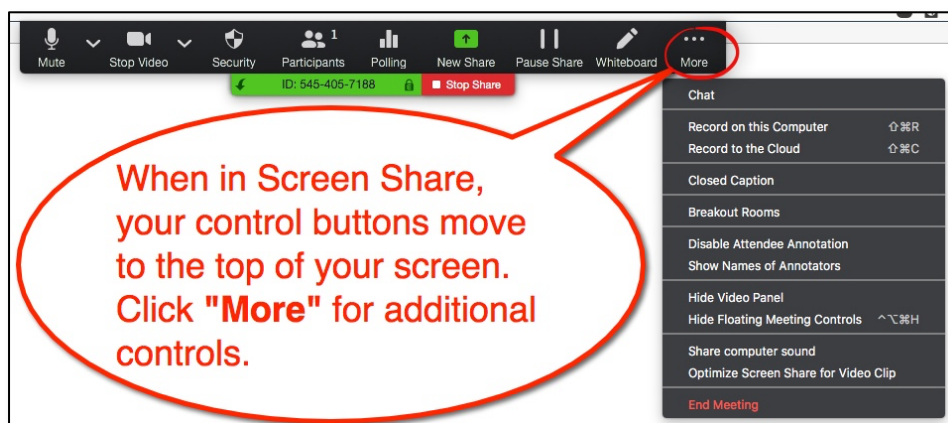 1
Mute Stop Video Security Participants Polling New Share Pause Share Whiteboard More
ID: 545-405-7188 Stop Share
When in Screen Share,
your control buttons move
to the top of your screen.
Click "More" for additional
controls.
Chat
Record on this Computer ⇧⌘R
Record to the Cloud ⇧⌘C
Closed Caption
Breakout Rooms
Disable Attendee Annotation
Show Names of Annotators
Hide Video Panel
Hide Floating Meeting Controls ^⌥⌘H
Share computer sound
Optimize Screen Share for Video Clip
End Meeting